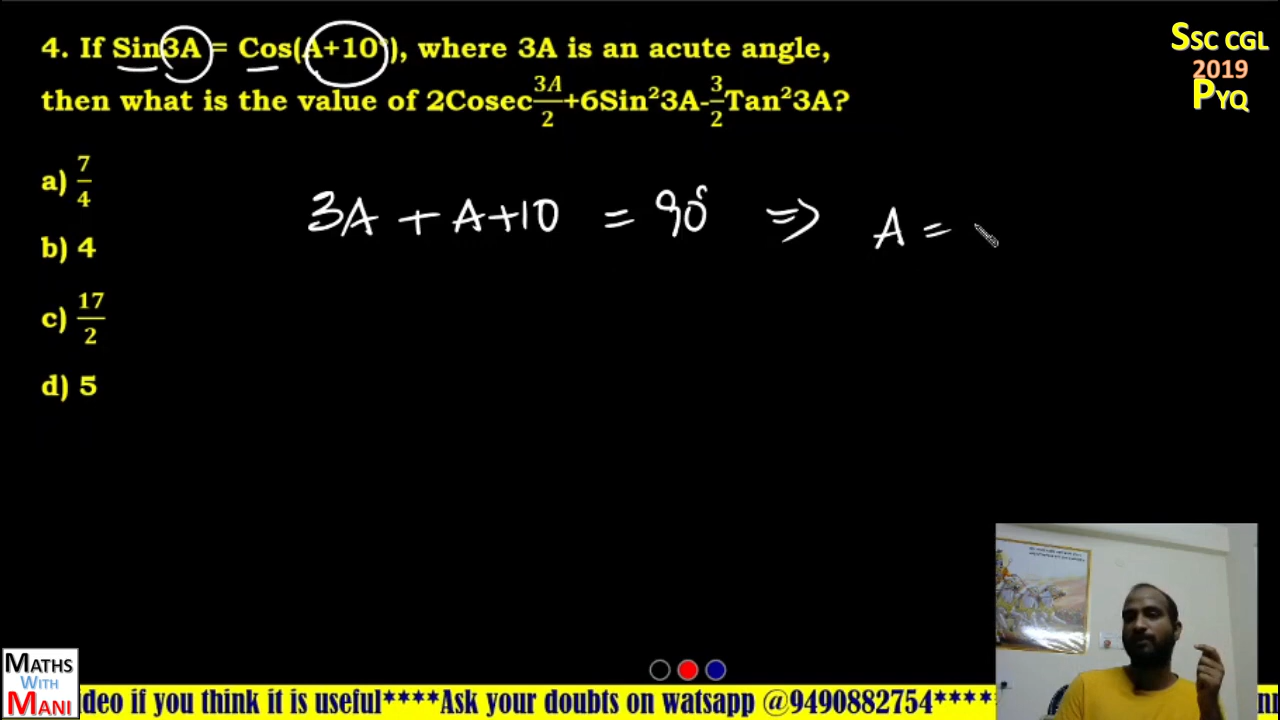 4. If Sin3A = Cos(A+10°), where 3A is an acute angle,
then what is the value of 2Cosec3A/2+6Sin²3A-3/2Tan²3A?
a) 7/4
b) 4
c) 17/2
d) 5
3A + A+10 = 90° => A =
SSC CGL
2019
PYQ
MATHS
WITH
MANI
deo if you think it is useful****Ask your doubts on watsapp @9490882754****